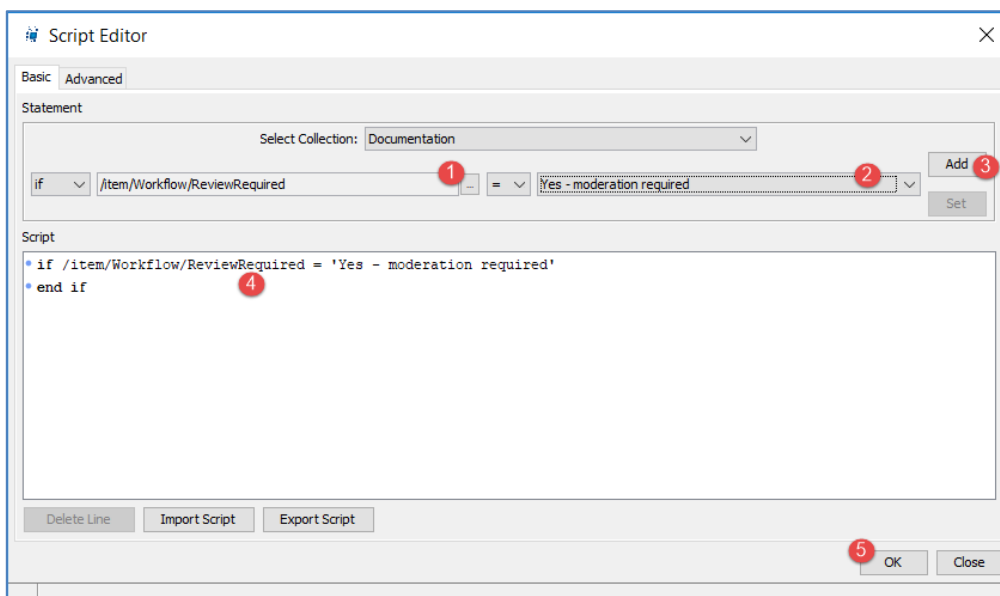 Script Editor
Basic Advanced
Statement
Select Collection: Documentation
if /item/Workflow/ReviewRequired 1 ... = Yes - moderation required 2 Add 3
Set
Script
if /item/Workflow/ReviewRequired = 'Yes - moderation required'
4
end if
Delete Line Import Script Export Script
5 OK Close